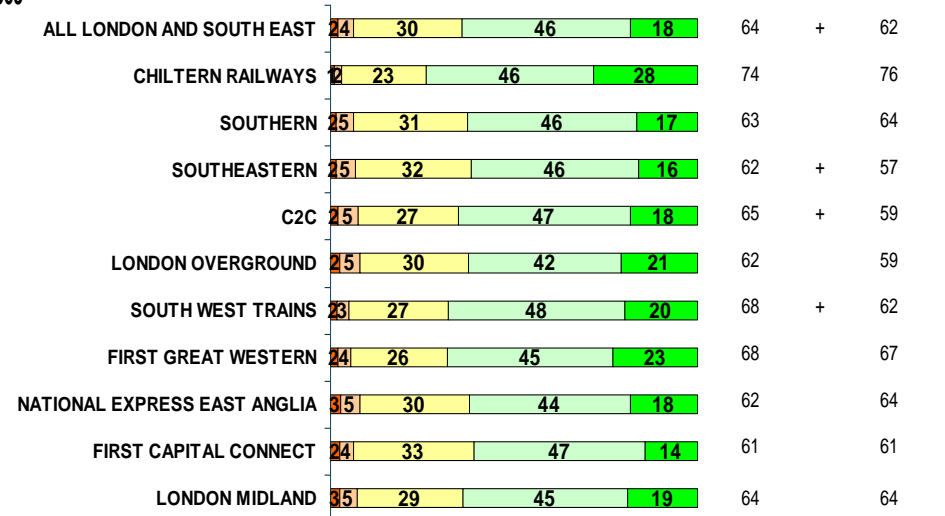 ALL LONDON AND SOUTH EAST 2 4 30 46 18 64 + 62
CHILTERN RAILWAYS 1 2 23 46 28 74 76
SOUTHERN 2 5 31 46 17 63 64
SOUTHEASTERN 2 5 32 46 16 62 + 57
C2C 2 5 27 47 18 65 + 59
LONDON OVERGROUND 2 5 30 42 21 62 59
SOUTH WEST TRAINS 2 3 27 48 20 68 + 62
FIRST GREAT WESTERN 2 4 26 45 23 68 67
NATIONAL EXPRESS EAST ANGLIA 3 5 30 44 18 62 64
FIRST CAPITAL CONNECT 2 4 33 47 14 61 61
LONDON MIDLAND 3 5 29 45 19 64 64